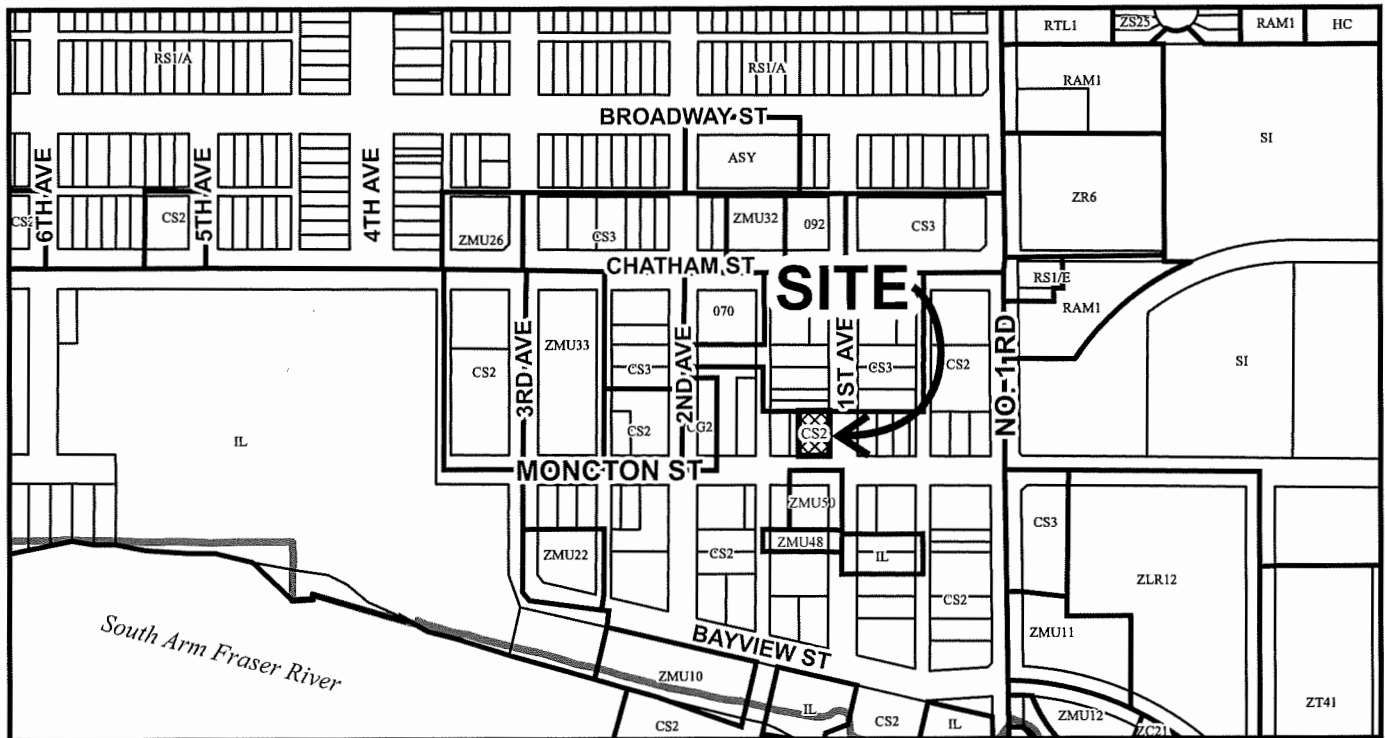 RTL1
ZS25
RAM1
HC
RS1/A
RS1/A
RAM1
BROADWAY ST
SI
ASY
6TH AVE
5TH AVE
4TH AVE
ZR6
CS2
CS2
ZMU26
CS3
ZMU32
092
CS3
CHATHAM ST
SITE
RS1/E
RAM1
070
3RD AVE
ZMU33
2ND AVE
1ST AVE
NO. 1 RD
CS2
CS3
CS3
CS2
SI
IL
CS2
G2
CS2
MONCTON ST
ZMU50
CS3
ZMU22
CS2
ZMU48
IL
ZLR12
CS2
South Arm Fraser River
BAYVIEW ST
ZMU11
ZMU10
IL
CS2
CS2
IL
ZMU12
ZC21
ZT41